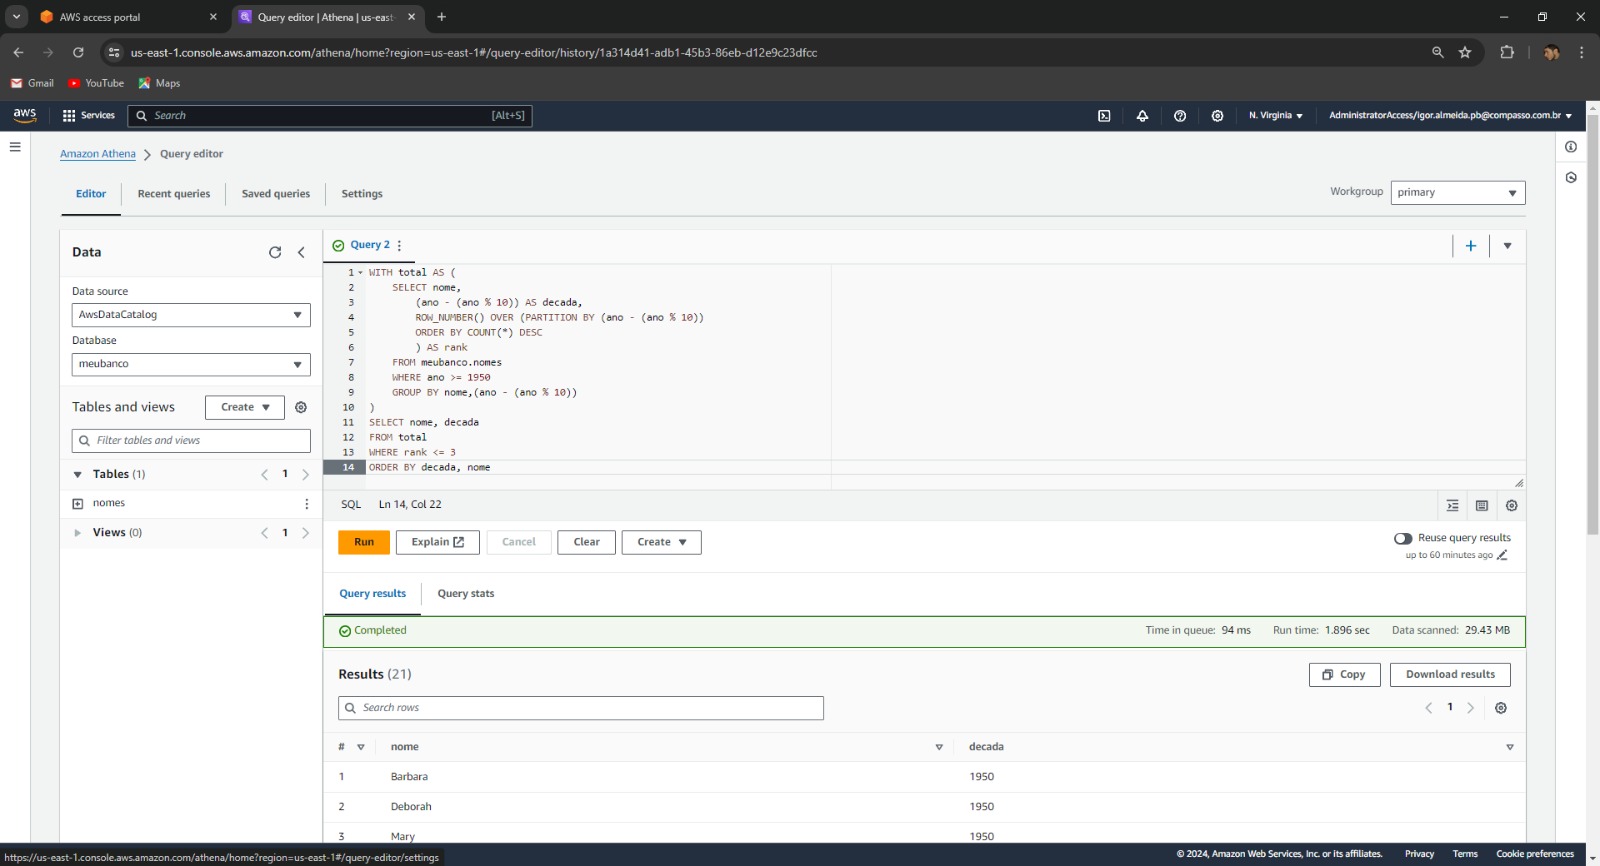 AWS access portal
Query editor | Athena | us-east-
us-east-1.console.aws.amazon.com/athena/home?region=us-east-1#/query-editor/history/1a314d41-adb1-45b3-86eb-d12e9c23dfcc
Gmail YouTube Maps
aws Services Search [Alt+S] N. Virginia AdministratorAccess/igor.almeida.pb@compasso.com.br
Amazon Athena > Query editor
Editor Recent queries Saved queries Settings Workgroup primary
Data
Data source
AwsDataCatalog
Database
meubanco
Tables and views Create
Filter tables and views
Tables (1) < 1 >
nomes
Views (0) < 1 >
Query 2
1 WITH total AS (
2 SELECT nome,
3 (ano - (ano % 10)) AS decada,
4 ROW_NUMBER() OVER (PARTITION BY (ano - (ano % 10))
5 ORDER BY COUNT(*) DESC
6 ) AS rank
7 FROM meubanco.nomes
8 WHERE ano >= 1950
9 GROUP BY nome,(ano - (ano % 10))
10 )
11 SELECT nome, decada
12 FROM total
13 WHERE rank <= 3
14 ORDER BY decada, nome
SQL Ln 14, Col 22
Run Explain Cancel Clear Create
Reuse query results
up to 60 minutes ago
Query results Query stats
Completed Time in queue: 94 ms Run time: 1.896 sec Data scanned: 29.43 MB
Results (21) Copy Download results
Search rows < 1 >
# nome decada
1 Barbara 1950
2 Deborah 1950
3 Mary 1950
https://us-east-1.console.aws.amazon.com/athena/home?region=us-east-1#/query-editor/settings
© 2024, Amazon Web Services, Inc. or its affiliates. Privacy Terms Cookie preferences